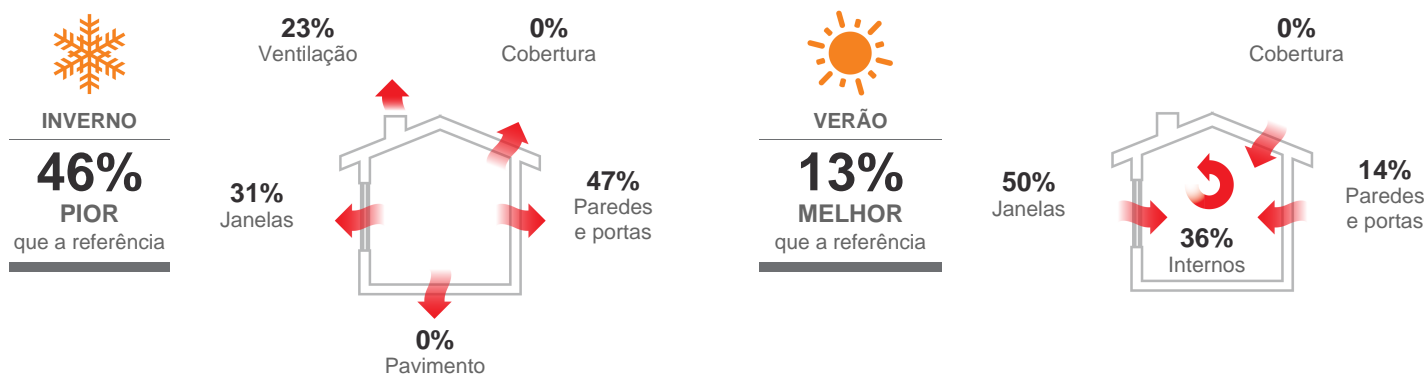 INVERNO
46%
PIOR
que a referência
23%
Ventilação
0%
Cobertura
31%
Janelas
47%
Paredes
e portas
0%
Pavimento
VERÃO
13%
MELHOR
que a referência
0%
Cobertura
50%
Janelas
36%
Internos
14%
Paredes
e portas